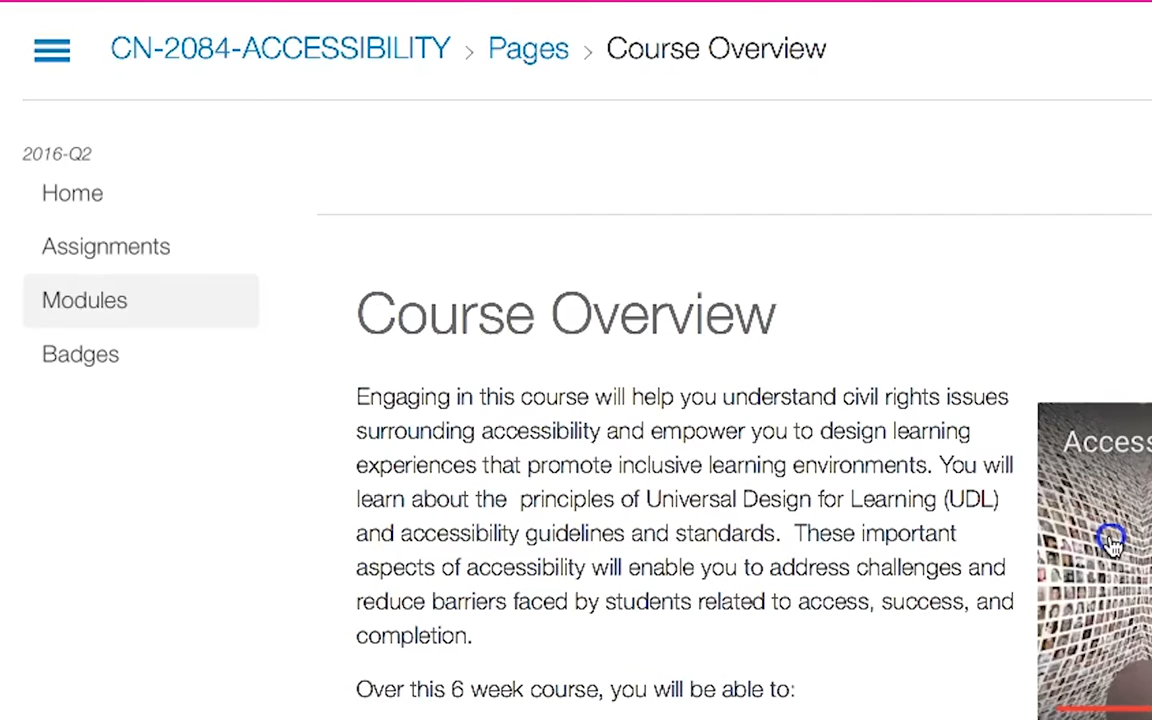 CN-2084-ACCESSIBILITY > Pages > Course Overview
2016-Q2
Home
Assignments
Modules
Badges
Course Overview
Engaging in this course will help you understand civil rights issues
surrounding accessibility and empower you to design learning
experiences that promote inclusive learning environments. You will
learn about the  principles of Universal Design for Learning (UDL)
and accessibility guidelines and standards.  These important
aspects of accessibility will enable you to address challenges and
reduce barriers faced by students related to access, success, and
completion.
Over this 6 week course, you will be able to: